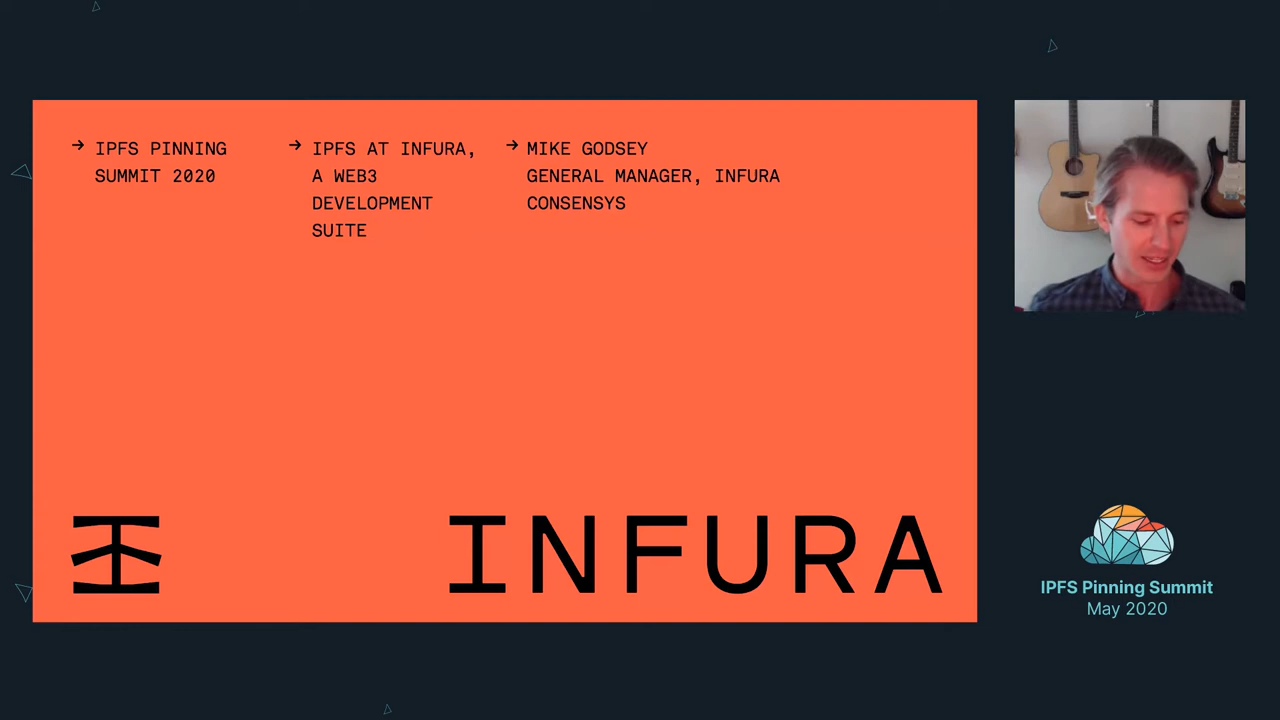 → IPFS PINNING
SUMMIT 2020
→ IPFS AT INFURA,
A WEB3
DEVELOPMENT
SUITE
→ MIKE GODSEY
GENERAL MANAGER, INFURA
CONSENSYS
INFURA
IPFS Pinning Summit
May 2020